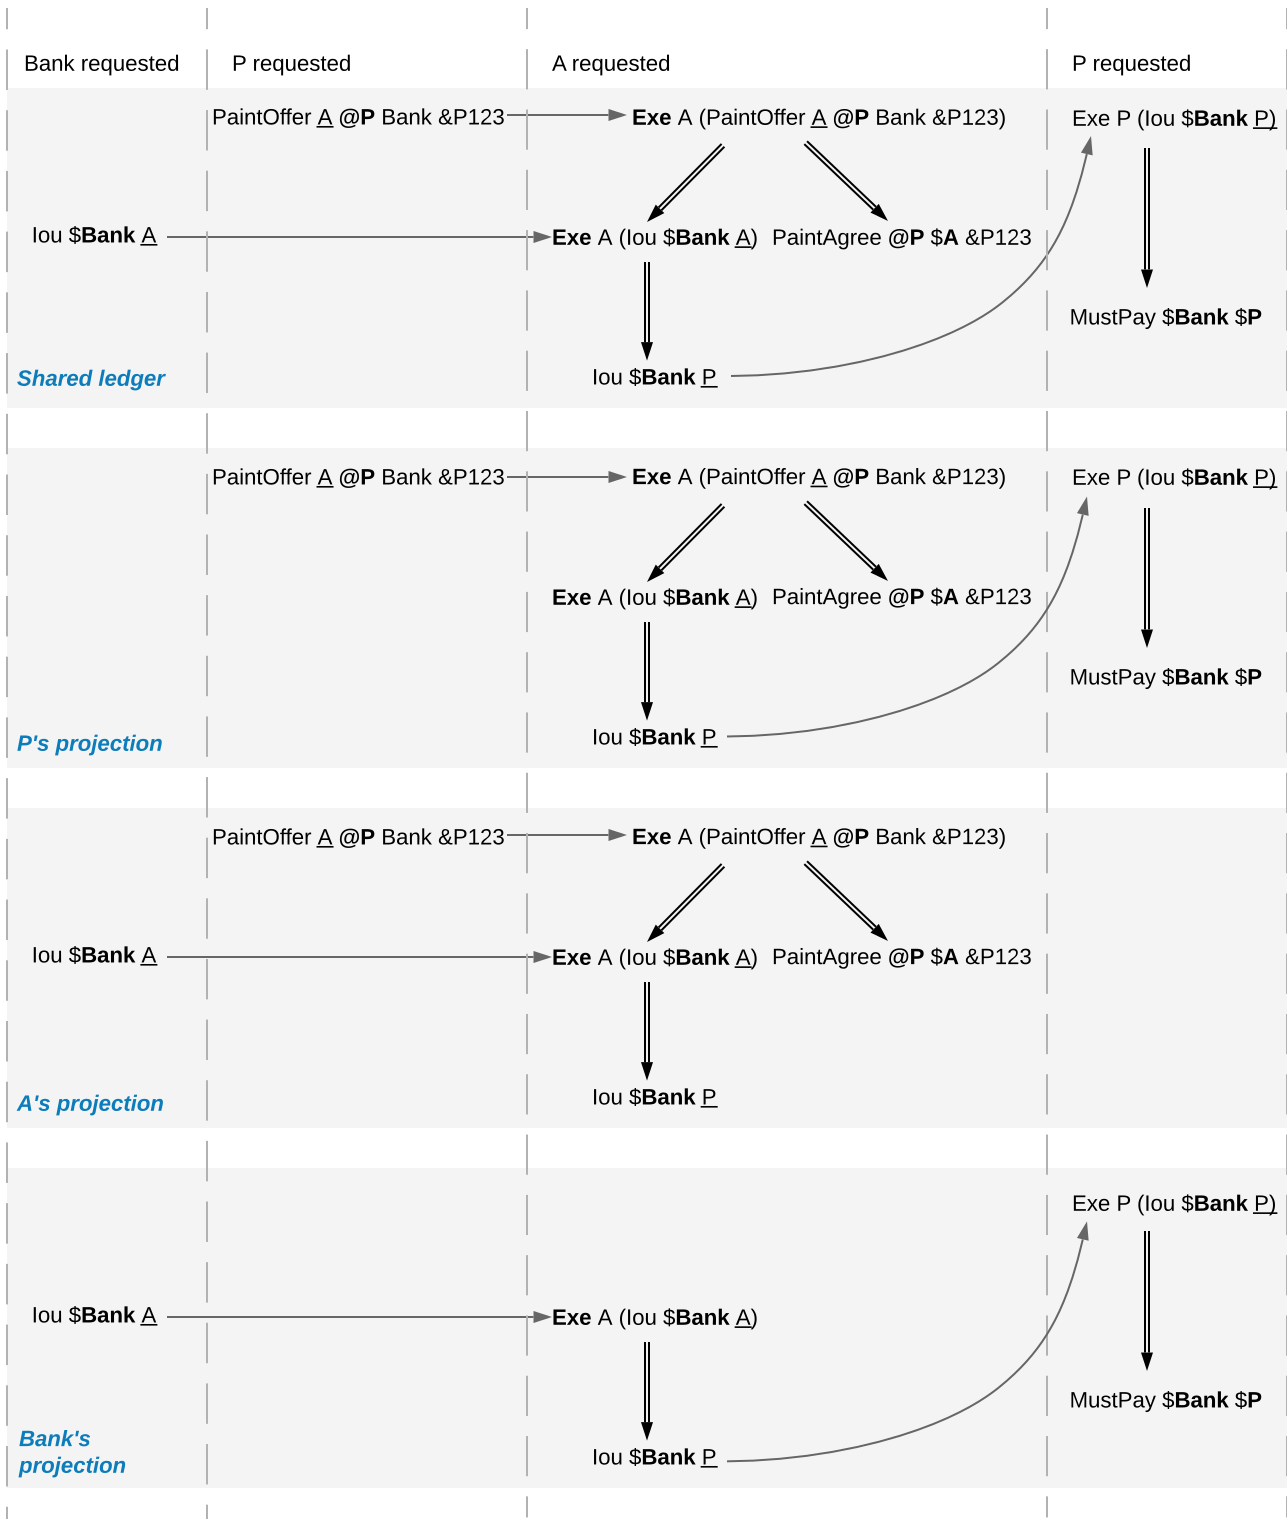 Bank requested P requested A requested P requested
PaintOffer A @P Bank &P123 Exe A (PaintOffer A @P Bank &P123) Exe P (Iou $Bank P)
Iou $Bank A Exe A (Iou $Bank A) PaintAgree @P $A &P123
MustPay $Bank $P
Shared ledger Iou $Bank P
PaintOffer A @P Bank &P123 Exe A (PaintOffer A @P Bank &P123) Exe P (Iou $Bank P)
Exe A (Iou $Bank A) PaintAgree @P $A &P123
MustPay $Bank $P
P's projection Iou $Bank P
PaintOffer A @P Bank &P123 Exe A (PaintOffer A @P Bank &P123)
Iou $Bank A Exe A (Iou $Bank A) PaintAgree @P $A &P123
A's projection Iou $Bank P
Exe P (Iou $Bank P)
Iou $Bank A Exe A (Iou $Bank A)
MustPay $Bank $P
Bank's
projection Iou $Bank P